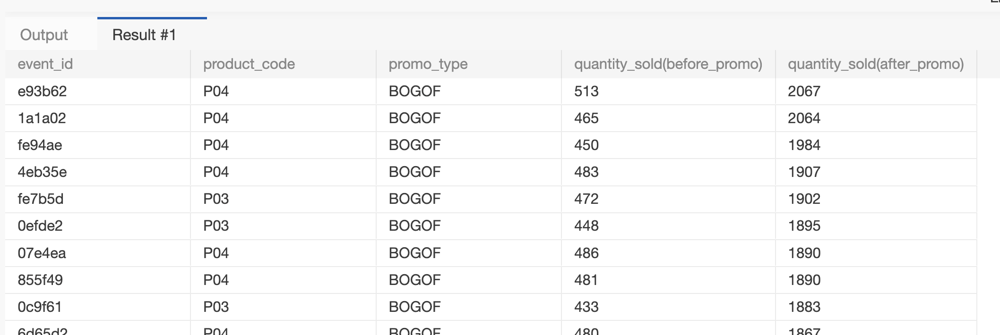 Output Result #1
event_id product_code promo_type quantity_sold(before_promo) quantity_sold(after_promo)
e93b62 P04 BOGOF 513 2067
1a1a02 P04 BOGOF 465 2064
fe94ae P04 BOGOF 450 1984
4eb35e P04 BOGOF 483 1907
fe7b5d P03 BOGOF 472 1902
0efde2 P03 BOGOF 448 1895
07e4ea P04 BOGOF 486 1890
855f49 P04 BOGOF 481 1890
0c9f61 P03 BOGOF 433 1883
6d65d2 P04 BOGOF 480 1867